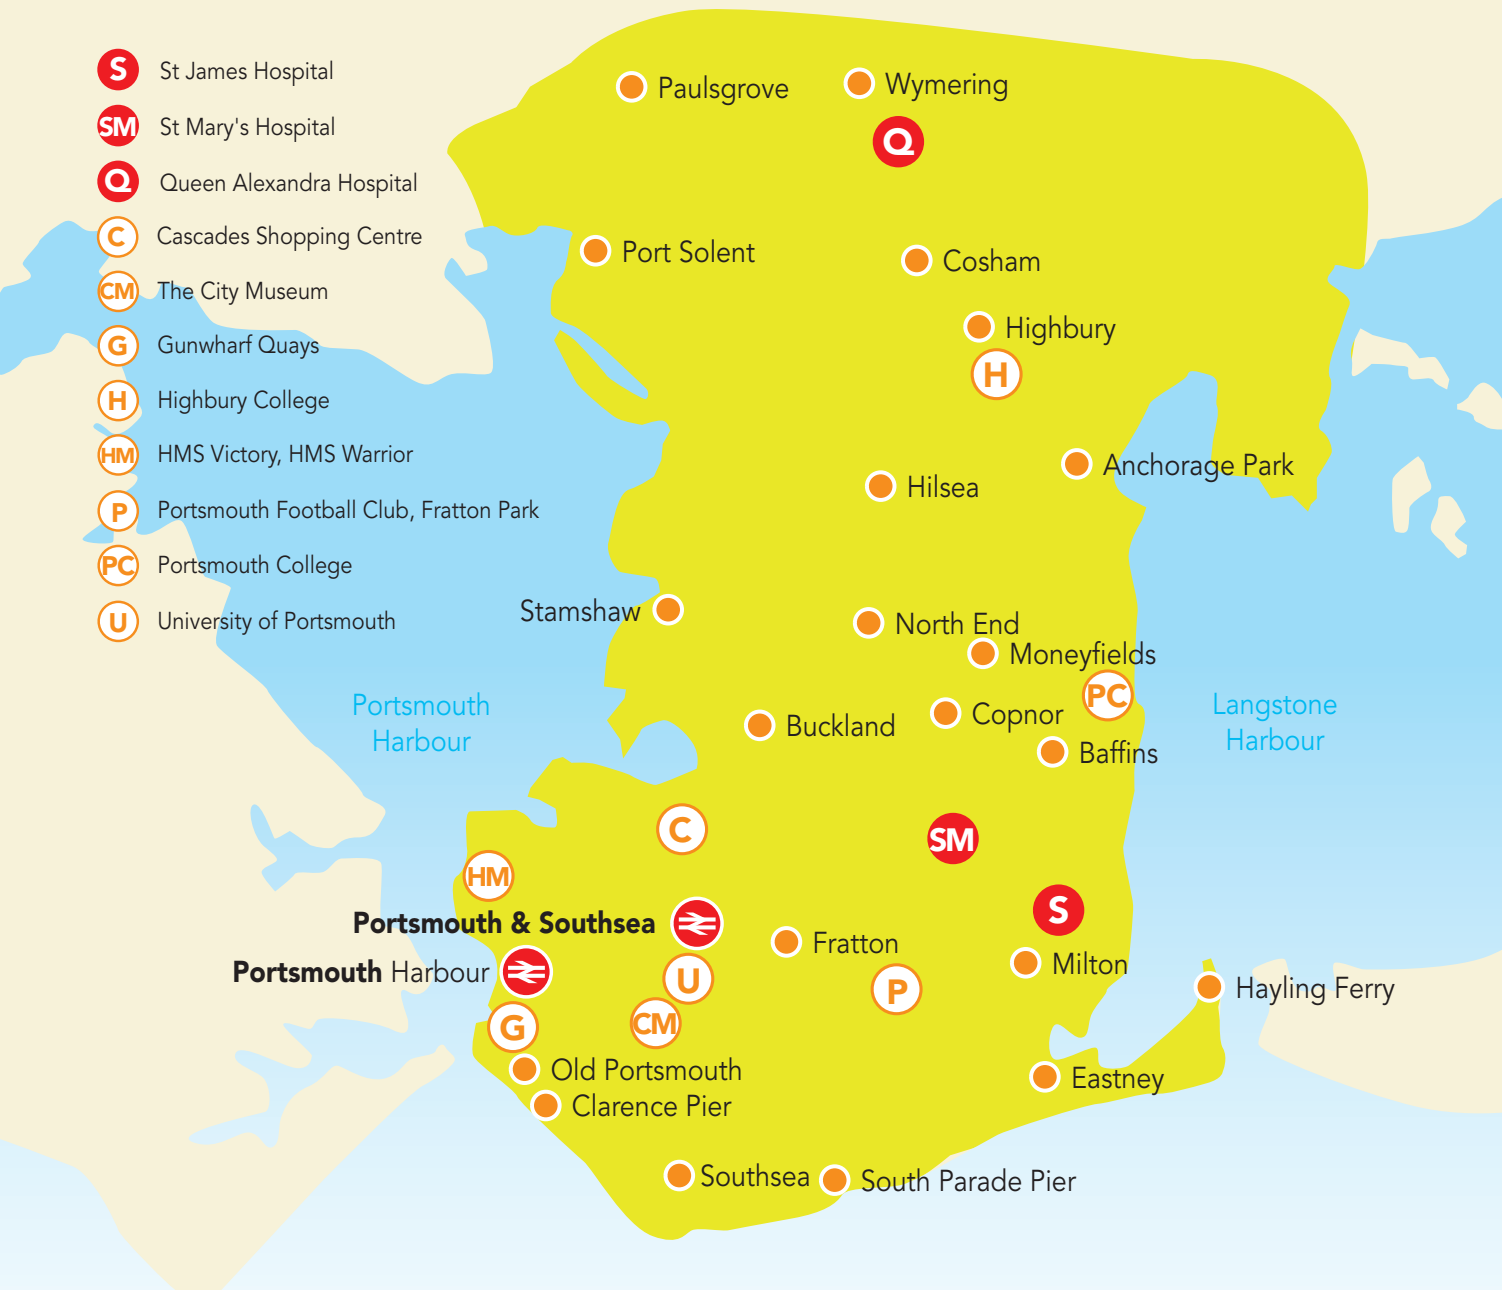 S St James Hospital
SM St Mary's Hospital
Q Queen Alexandra Hospital
C Cascades Shopping Centre
CM The City Museum
G Gunwharf Quays
H Highbury College
HM HMS Victory, HMS Warrior
P Portsmouth Football Club, Fratton Park
PC Portsmouth College
U University of Portsmouth
Paulsgrove
Wymering
Q
Port Solent
Cosham
Highbury
H
Anchorage Park
Hilsea
Stamshaw
North End
Moneyfields
PC
Portsmouth
Harbour
Langstone
Harbour
Buckland
Copnor
Baffins
C
SM
HM
S
Portsmouth & Southsea
Fratton
Milton
Portsmouth Harbour
U
P
Hayling Ferry
G
CM
Old Portsmouth
Eastney
Clarence Pier
Southsea
South Parade Pier